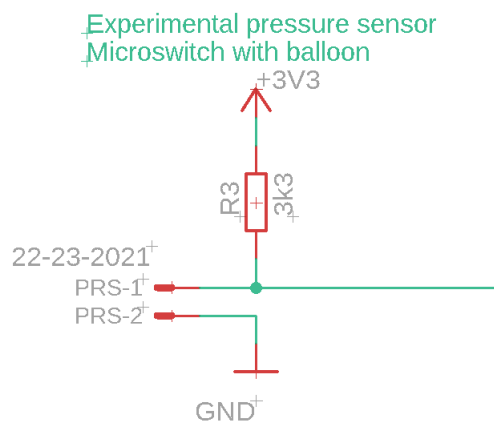 Experimental pressure sensor
Microswitch with balloon
+3V3
R3
3k3
22-23-2021
PRS-1
PRS-2
GND